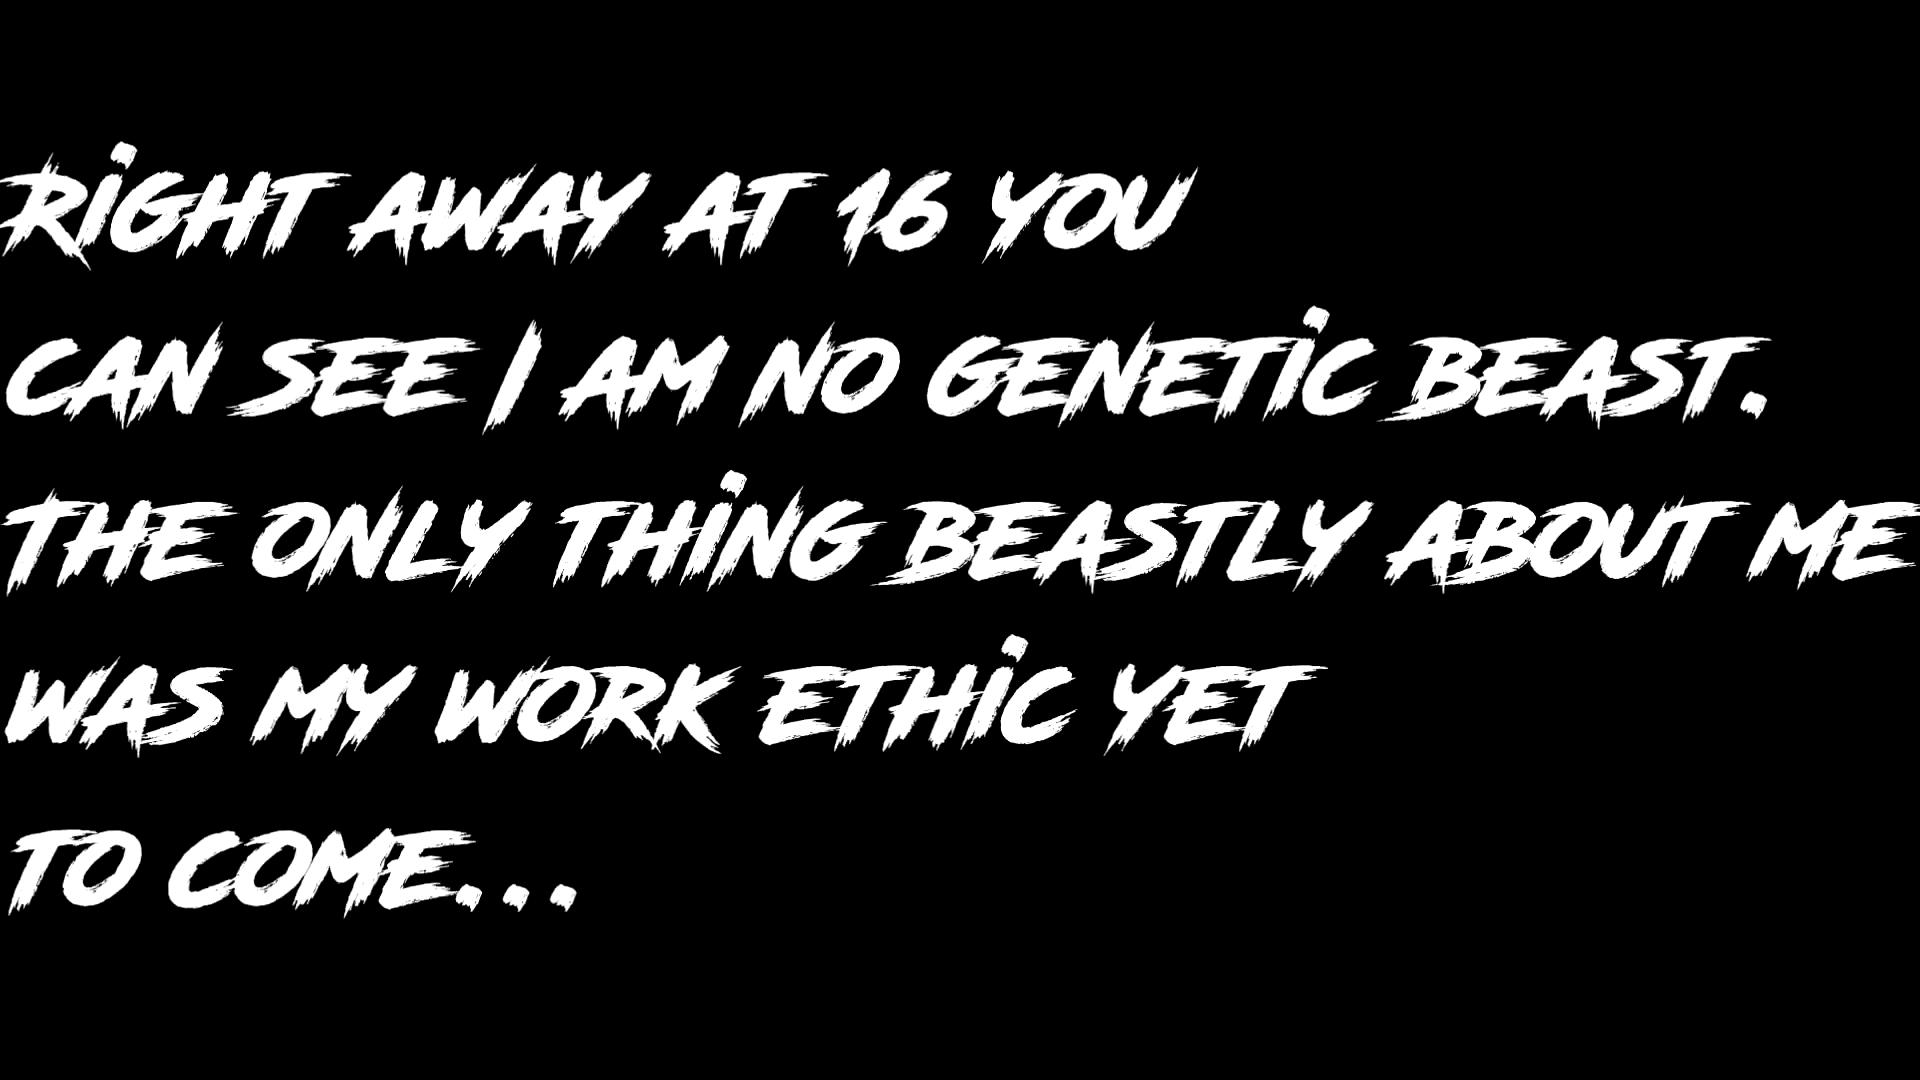 RiGHT AWAY AT 16 YOU
CAN SEE I AM NO GENETiC BEAST.
THE ONLY THiNG BEASTLY ABOUT ME
WAS MY WORK ETHiC YET
TO COME...